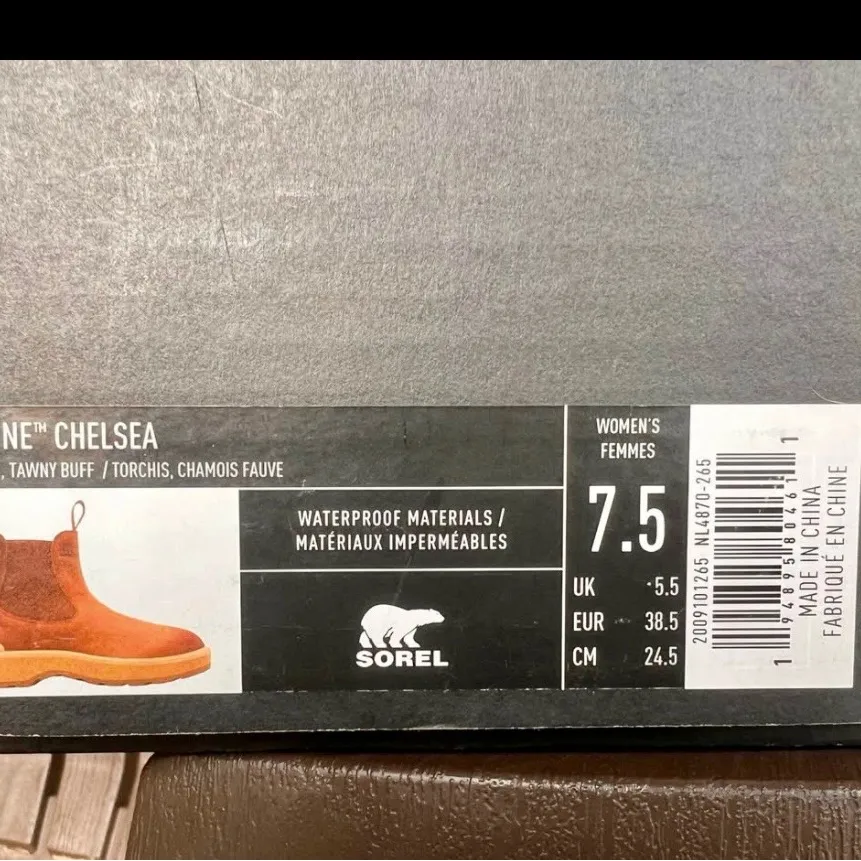 NE™ CHELSEA
, TAWNY BUFF / TORCHIS, CHAMOIS FAUVE
WATERPROOF MATERIALS /
MATÉRIAUX IMPERMÉABLES
SOREL
WOMEN'S
FEMMES
7.5
UK 5.5
EUR 38.5
CM 24.5
2009101265 NL4870-265
1 94895 80461 1
MADE IN CHINA
FABRIQUÉ EN CHINE